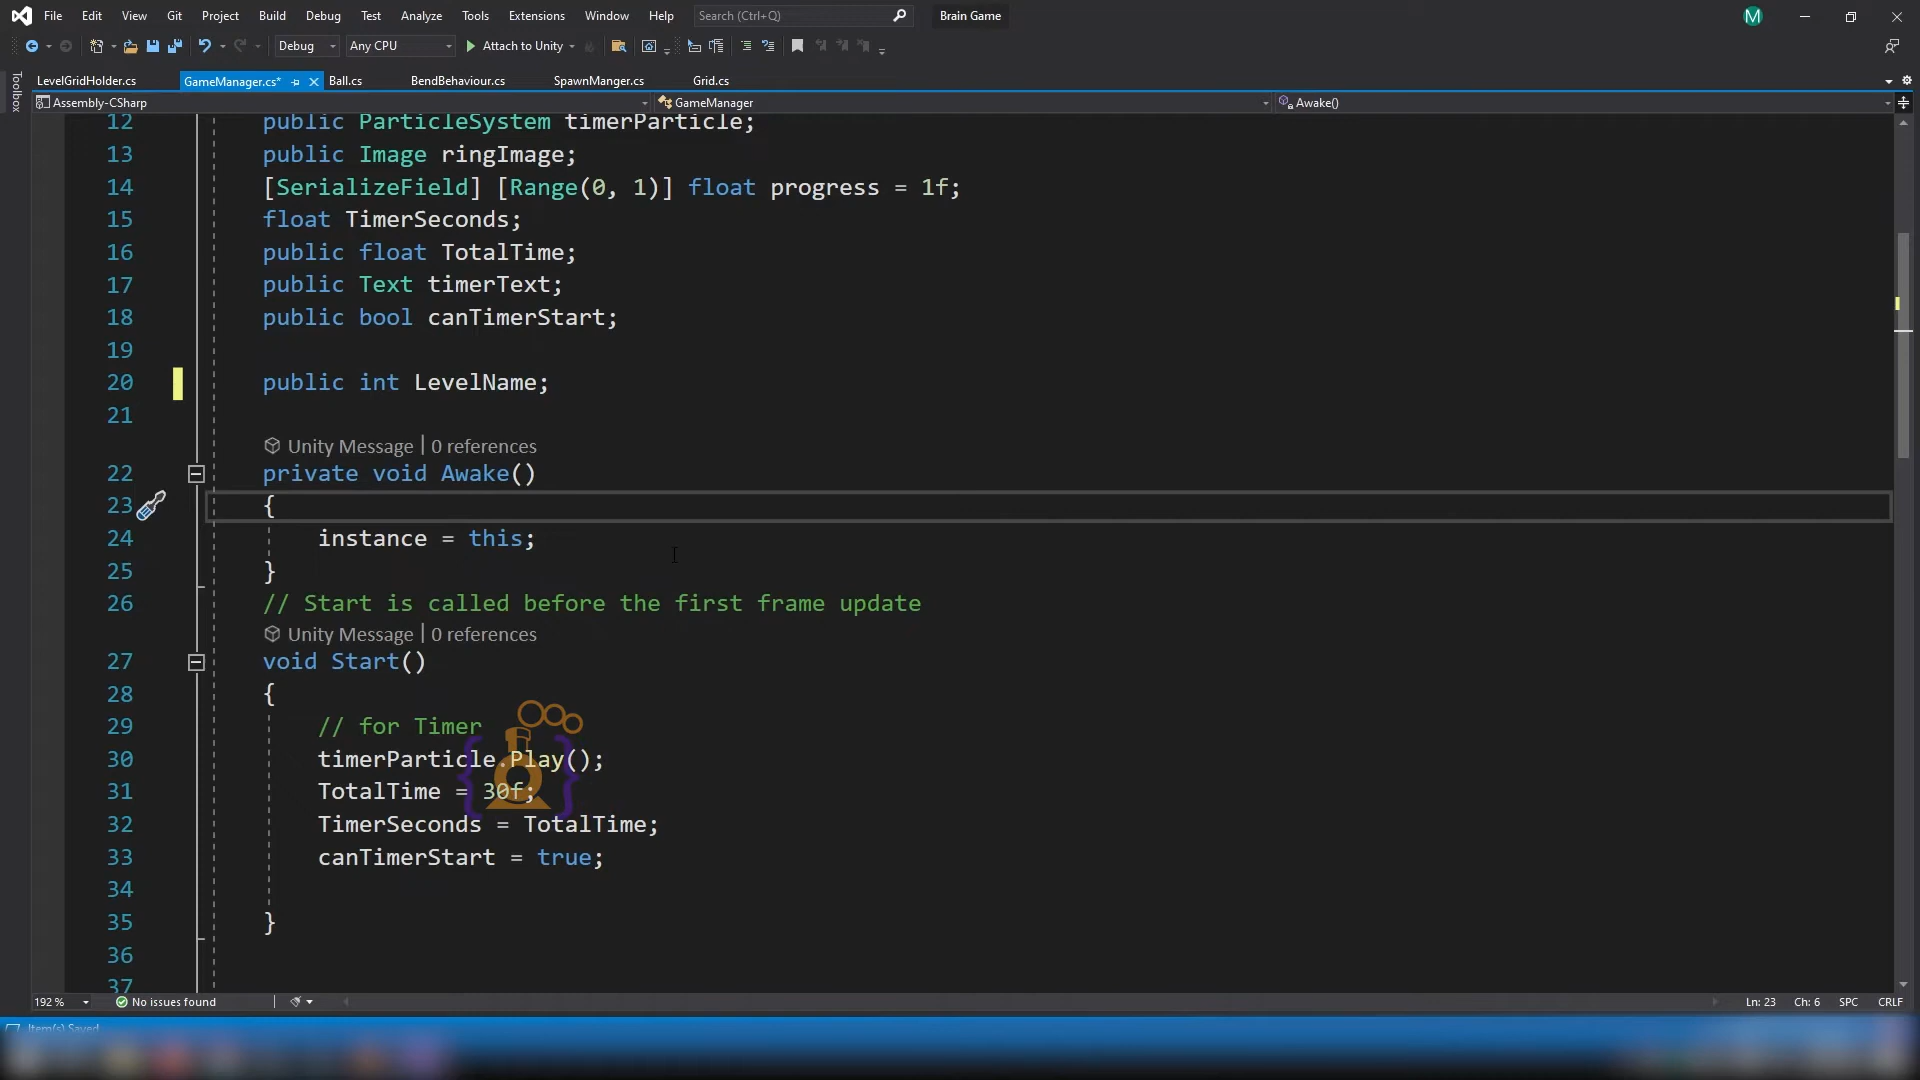 File Edit View Git Project Build Debug Test Analyze Tools Extensions Window Help Search (Ctrl+Q) Brain Game M
Debug Any CPU Attach to Unity
Toolbox
LevelGridHolder.cs GameManager.cs* Ball.cs BendBehaviour.cs SpawnManger.cs Grid.cs
Assembly-CSharp GameManager Awake()
12 public ParticleSystem timerParticle;
13 public Image ringImage;
14 [SerializeField] [Range(0, 1)] float progress = 1f;
15 float TimerSeconds;
16 public float TotalTime;
17 public Text timerText;
18 public bool canTimerStart;
19
20 public int LevelName;
21
Unity Message | 0 references
22 private void Awake()
23 {
24 instance = this;
25 }
26 // Start is called before the first frame update
Unity Message | 0 references
27 void Start()
28 {
29 // for Timer
30 timerParticle.Play();
31 TotalTime = 30f;
32 TimerSeconds = TotalTime;
33 canTimerStart = true;
34
35 }
36
37
192 % No issues found Ln: 23 Ch: 6 SPC CRLF
Item(s) Saved